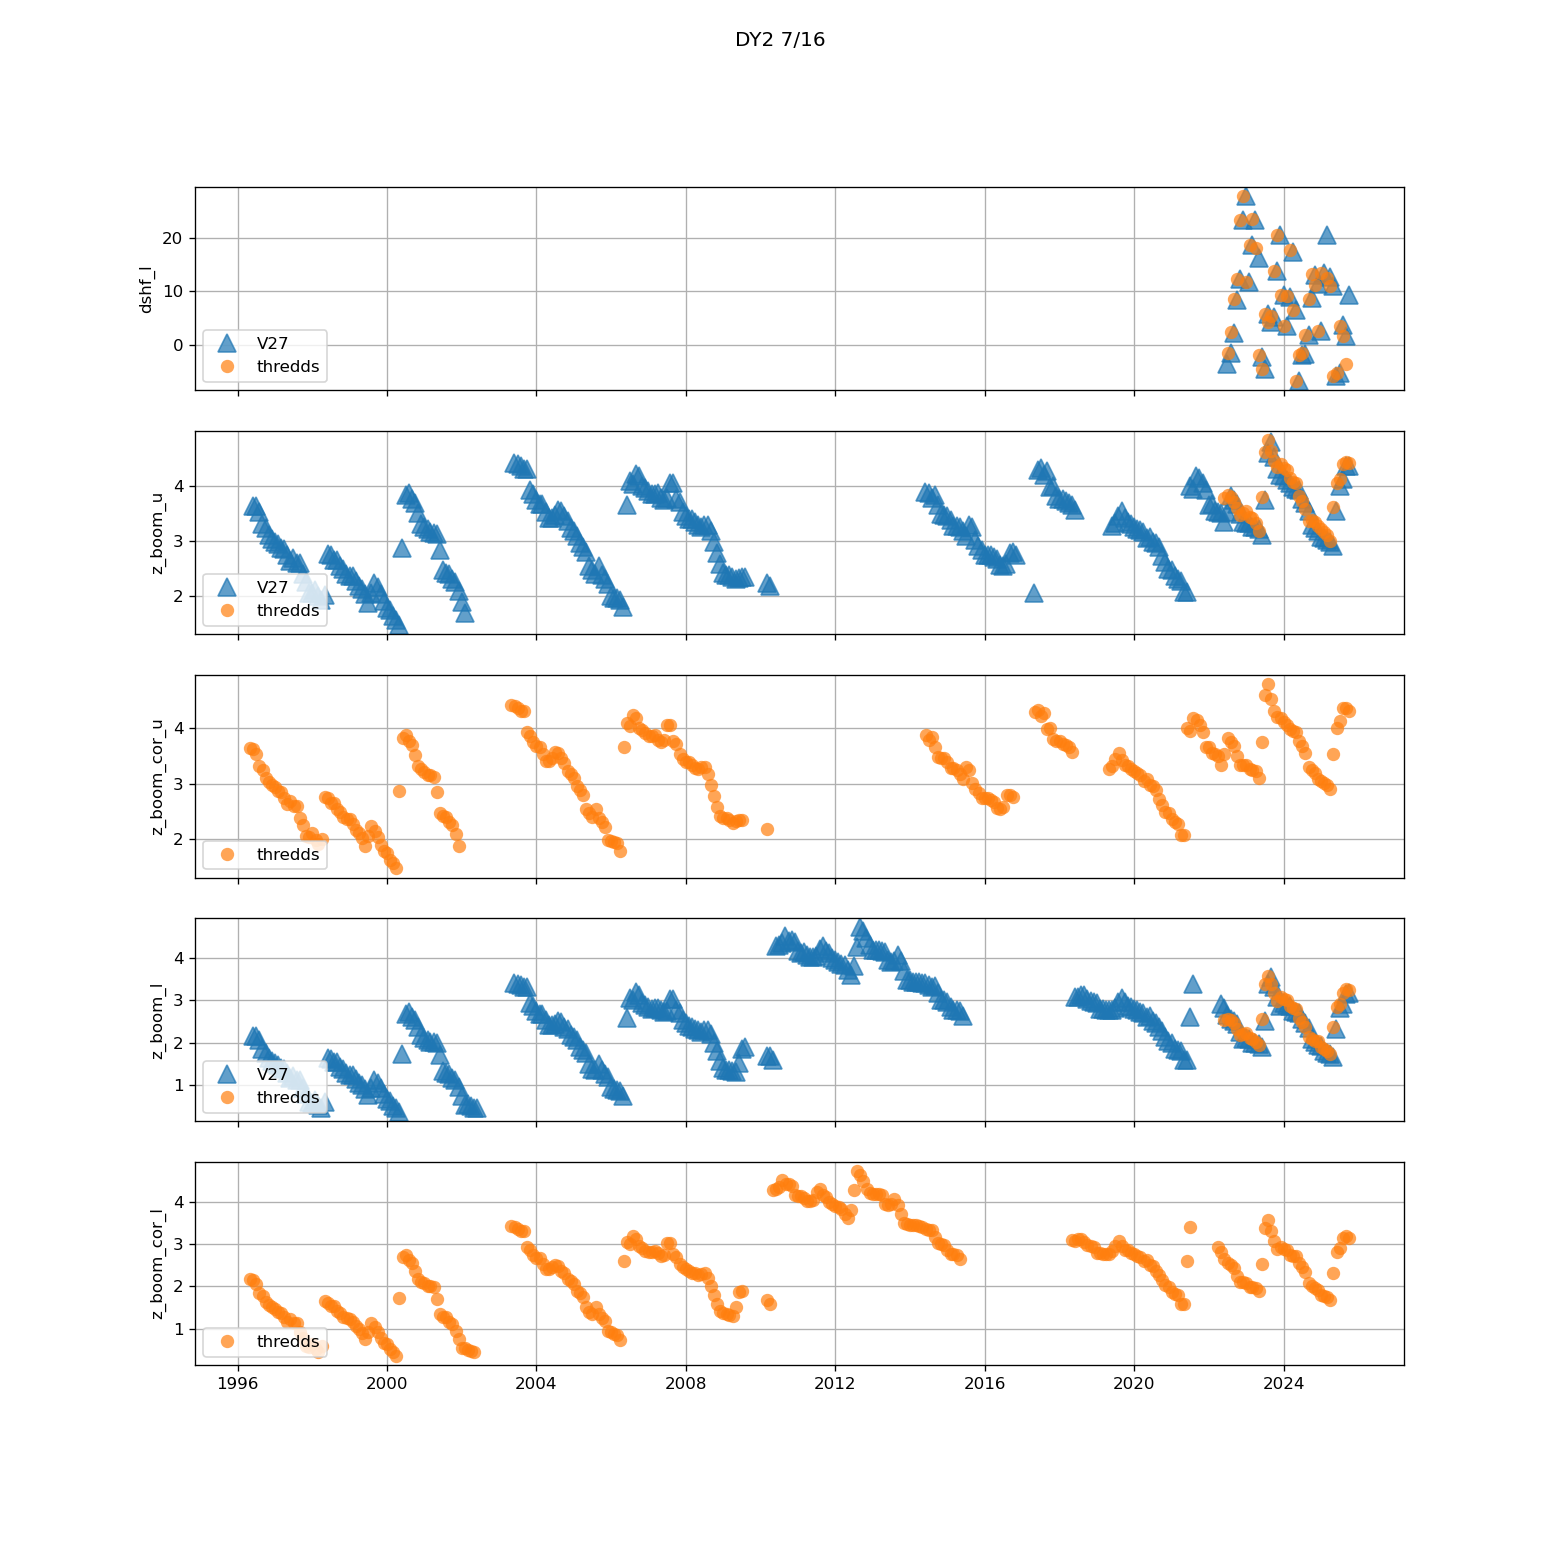 DY2 7/16
20
10
0
dshf_l
V27
thredds
4
3
2
z_boom_u
V27
thredds
4
3
2
z_boom_cor_u
thredds
4
3
2
1
z_boom_l
V27
thredds
4
3
2
1
z_boom_cor_l
thredds
1996 2000 2004 2008 2012 2016 2020 2024